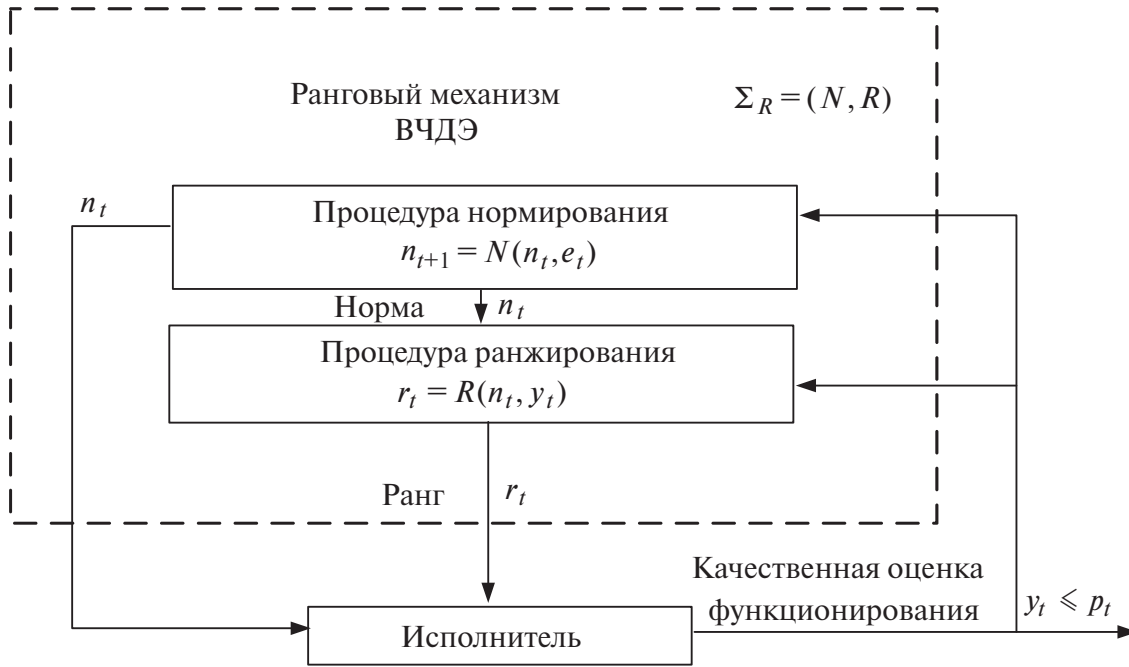 Ранговый механизм
ВЧДЭ
Σ_R = (N, R)
n_t
Процедура нормирования
n_{t+1} = N(n_t, e_t)
Норма
n_t
Процедура ранжирования
r_t = R(n_t, y_t)
Ранг
r_t
Качественная оценка
функционирования
y_t ⩽ p_t
Исполнитель